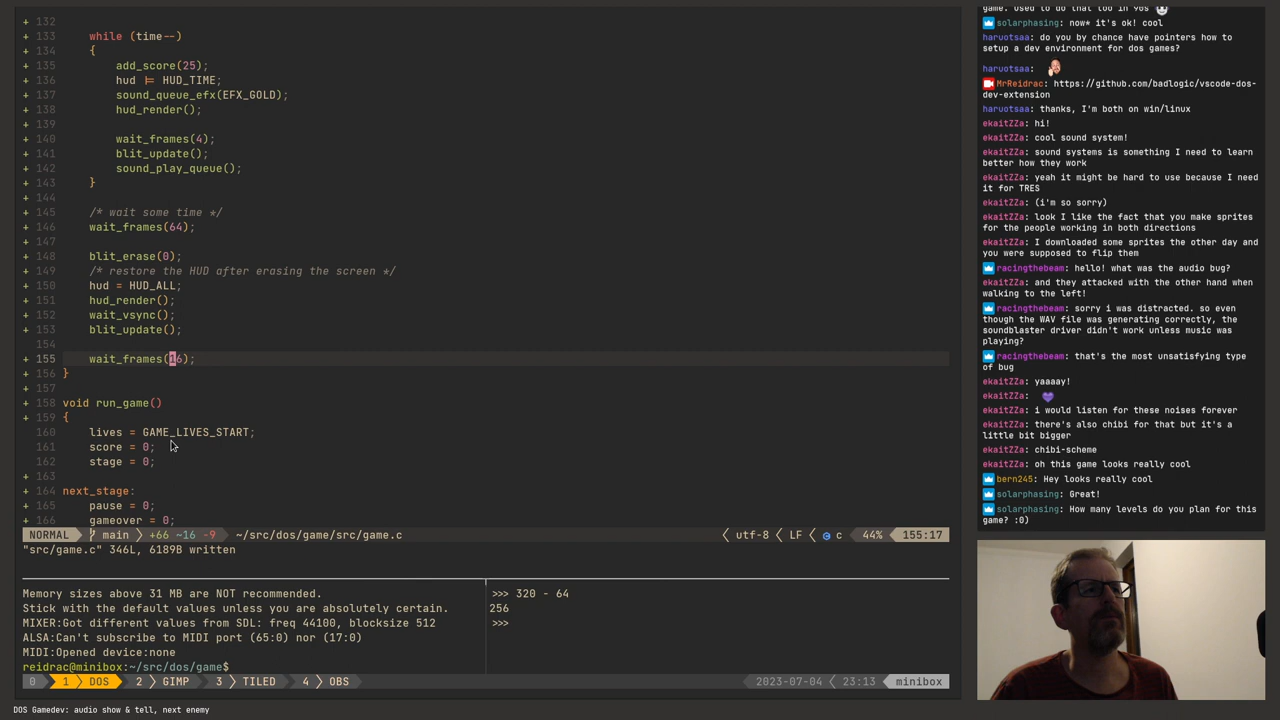 + 132
+ 133 while (time--)
+ 134 {
+ 135 add_score(25);
+ 136 hud |= HUD_TIME;
+ 137 sound_queue_efx(EFX_GOLD);
+ 138 hud_render();
+ 139
+ 140 wait_frames(4);
+ 141 blit_update();
+ 142 sound_play_queue();
+ 143 }
+ 144
+ 145 /* wait some time */
+ 146 wait_frames(64);
+ 147
+ 148 blit_erase(0);
+ 149 /* restore the HUD after erasing the screen */
+ 150 hud = HUD_ALL;
+ 151 hud_render();
+ 152 wait_vsync();
+ 153 blit_update();
154
+ 155 wait_frames(16);
+ 156 }
+ 157
+ 158 void run_game()
+ 159 {
160 lives = GAME_LIVES_START;
161 score = 0;
162 stage = 0;
+ 163
+ 164 next_stage:
+ 165 pause = 0;
+ 166 gameover = 0;
NORMAL main +66 ~16 -9 ~/src/dos/game/src/game.c utf-8 LF c 44% 155:17
"src/game.c" 346L, 6189B written
Memory sizes above 31 MB are NOT recommended.
Stick with the default values unless you are absolutely certain.
MIXER:Got different values from SDL: freq 44100, blocksize 512
ALSA:Can't subscribe to MIDI port (65:0) nor (17:0)
MIDI:Opened device:none
reidrac@minibox:~/src/dos/game$
>>> 320 - 64
256
>>>
0 1 DOS 2 GIMP 3 TILED 4 OBS 2023-07-04 23:13 minibox
DOS Gamedev: audio show & tell, next enemy
game. used to do that too in 90s
solarphasing: now* it's ok! cool
haruotsaa: do you by chance have pointers how to
setup a dev environment for dos games?
haruotsaa:
MrReidrac: https://github.com/badlogic/vscode-dos-
dev-extension
haruotsaa: thanks, I'm both on win/linux
ekaitZZa: hi!
ekaitZZa: cool sound system!
ekaitZZa: sound systems is something I need to learn
better how they work
ekaitZZa: yeah it might be hard to use because I need
it for TRES
ekaitZZa: (i'm so sorry)
ekaitZZa: look I like the fact that you make sprites
for the people working in both directions
ekaitZZa: I downloaded some sprites the other day and
you were supposed to flip them
racingthebeam: hello! what was the audio bug?
ekaitZZa: and they attacked with the other hand when
walking to the left!
racingthebeam: sorry i was distracted. so even
though the WAV file was generating correctly, the
soundblaster driver didn't work unless music was
playing?
racingthebeam: that's the most unsatisfying type
of bug
ekaitZZa: yaaaay!
ekaitZZa:
ekaitZZa: i would listen for these noises forever
ekaitZZa: there's also chibi for that but it's a
little bit bigger
ekaitZZa: chibi-scheme
ekaitZZa: oh this game looks really cool
bern245: Hey looks really cool
solarphasing: Great!
solarphasing: How many levels do you plan for this
game? :0)